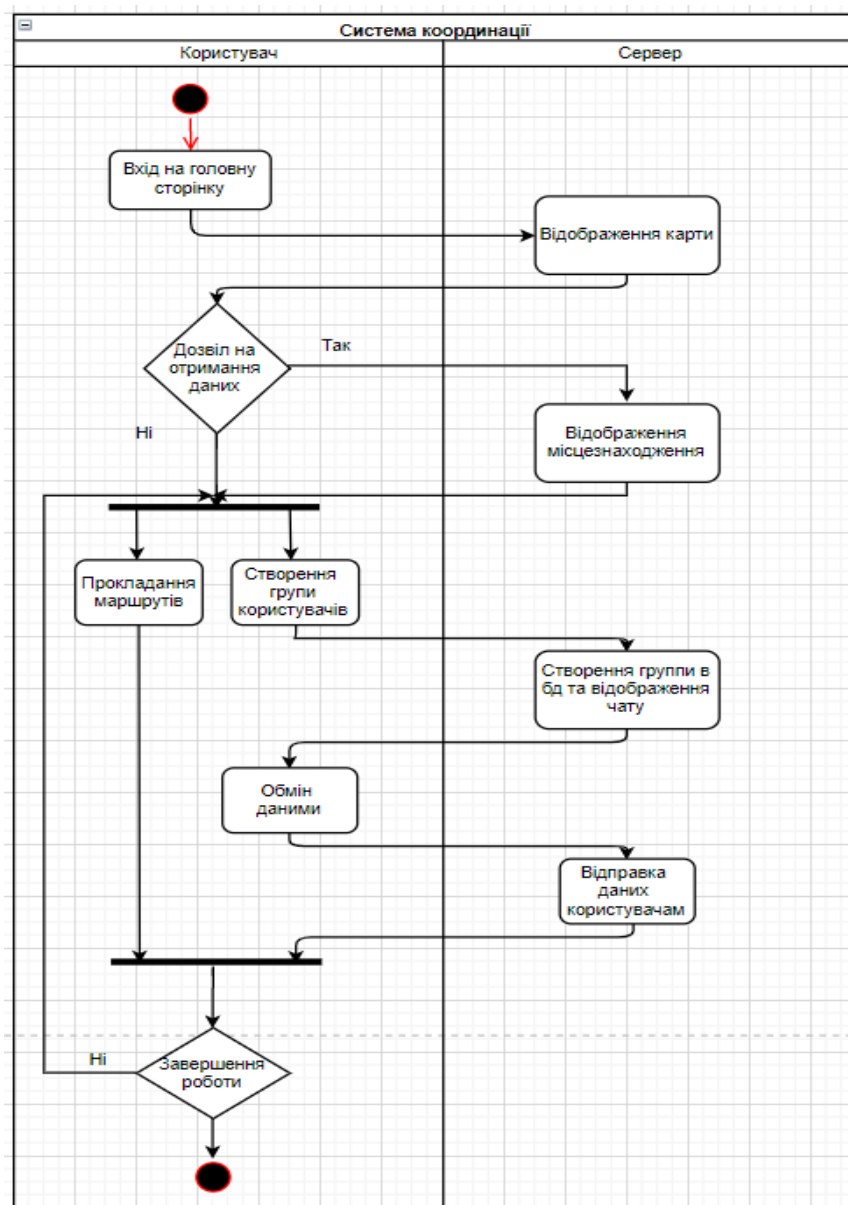 Система координації
Користувач
Сервер
Вхід на головну
сторінку
Відображення карти
Дозвіл на
отримання
даних
Так
Ні
Відображення
місцезнаходження
Прокладання
маршрутів
Створення
групи
користувачів
Створення группи в
бд та відображення
чату
Обмін
даними
Відправка
даних
користувачам
Ні
Завершення
роботи